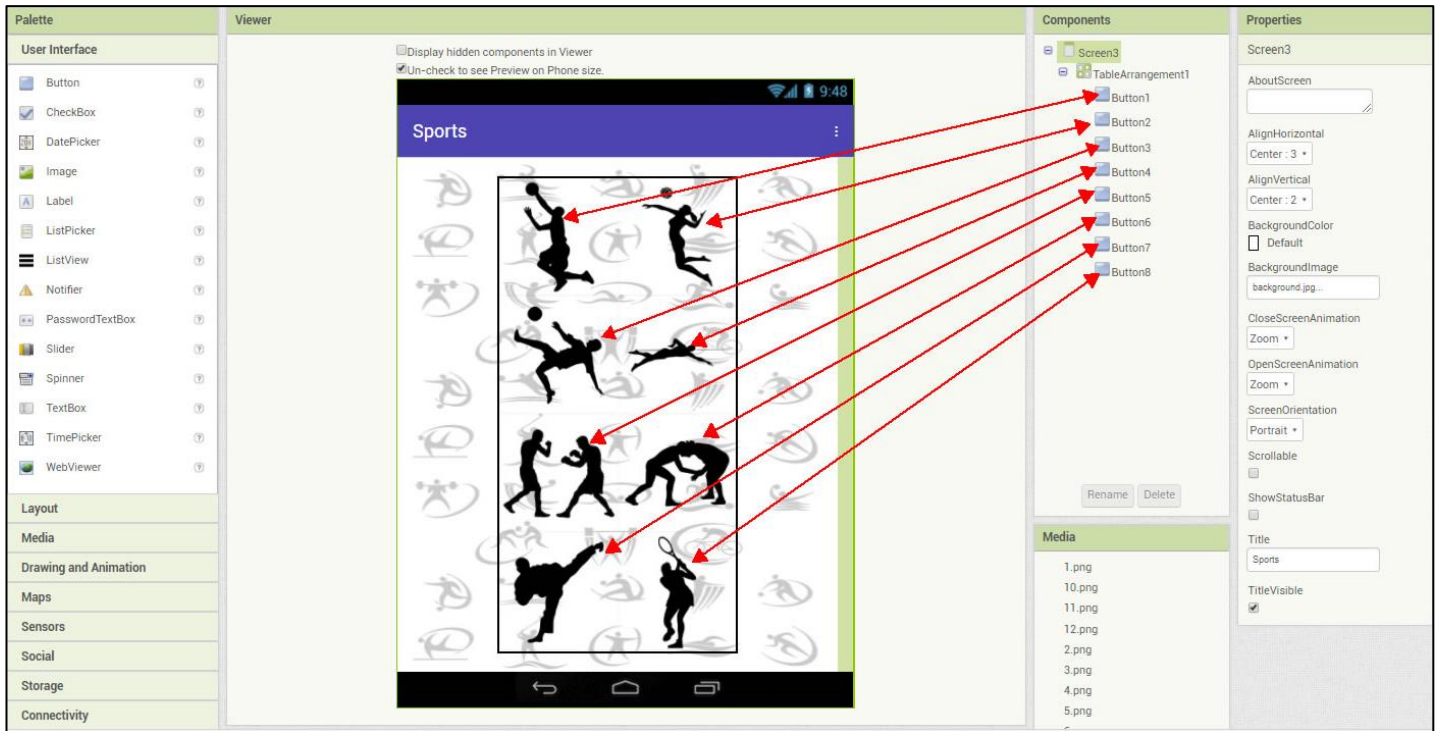 Palette
User Interface
Button
CheckBox
DatePicker
Image
Label
ListPicker
ListView
Notifier
PasswordTextBox
Slider
Spinner
TextBox
TimePicker
WebViewer
Layout
Media
Drawing and Animation
Maps
Sensors
Social
Storage
Connectivity
Viewer
Display hidden components in Viewer
Un-check to see Preview on Phone size.
9:48
Sports
Components
Screen3
TableArrangement1
Button1
Button2
Button3
Button4
Button5
Button6
Button7
Button8
Rename Delete
Media
1.png
10.png
11.png
12.png
2.png
3.png
4.png
5.png
Properties
Screen3
AboutScreen
AlignHorizontal
Center : 3
AlignVertical
Center : 2
BackgroundColor
Default
BackgroundImage
background.jpg...
CloseScreenAnimation
Zoom
OpenScreenAnimation
Zoom
ScreenOrientation
Portrait
Scrollable
ShowStatusBar
Title
Sports
TitleVisible